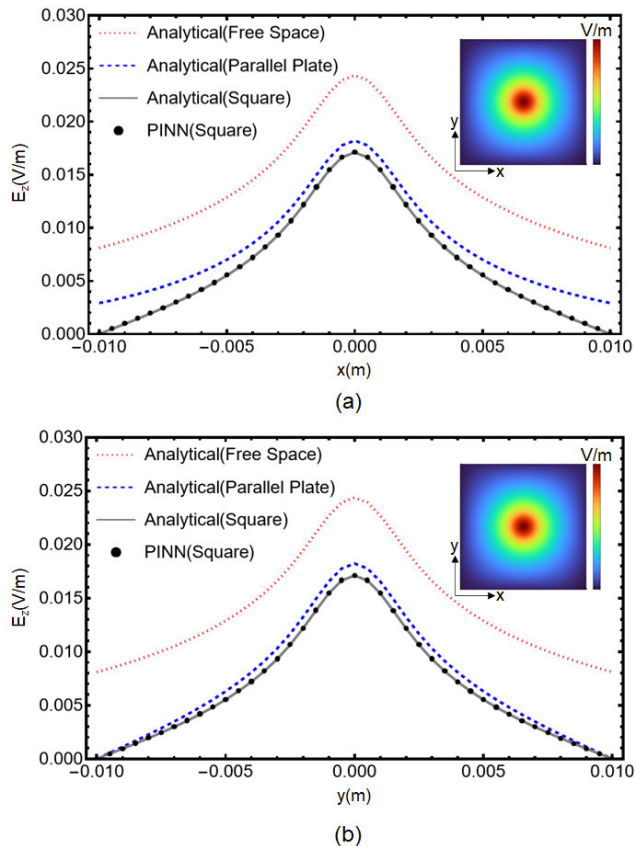 (a)
0.030
0.025
0.020
0.015
0.010
0.005
0.000
E_z(V/m)
Analytical(Free Space)
Analytical(Parallel Plate)
Analytical(Square)
PINN(Square)
V/m
y
x
−0.010 −0.005 0.000 0.005 0.010
x(m)
(a)
0.030
0.025
0.020
0.015
0.010
0.005
0.000
E_z(V/m)
Analytical(Free Space)
Analytical(Parallel Plate)
Analytical(Square)
PINN(Square)
V/m
y
x
−0.010 −0.005 0.000 0.005 0.010
y(m)
(b)